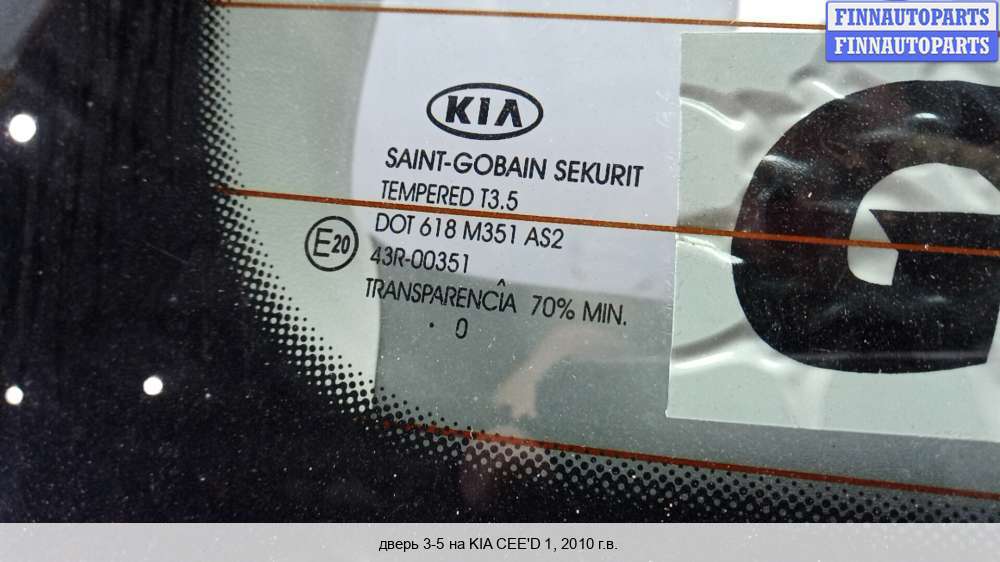 FINNAUTOPARTS
FINNAUTOPARTS
KIA
SAINT-GOBAIN SEKURIT
TEMPERED T3.5
DOT 618 M351 AS2
E20
43R-00351
TRANSPARENCÎA 70% MIN.
. 0
G
дверь 3-5 на KIA CEE'D 1, 2010 г.в.